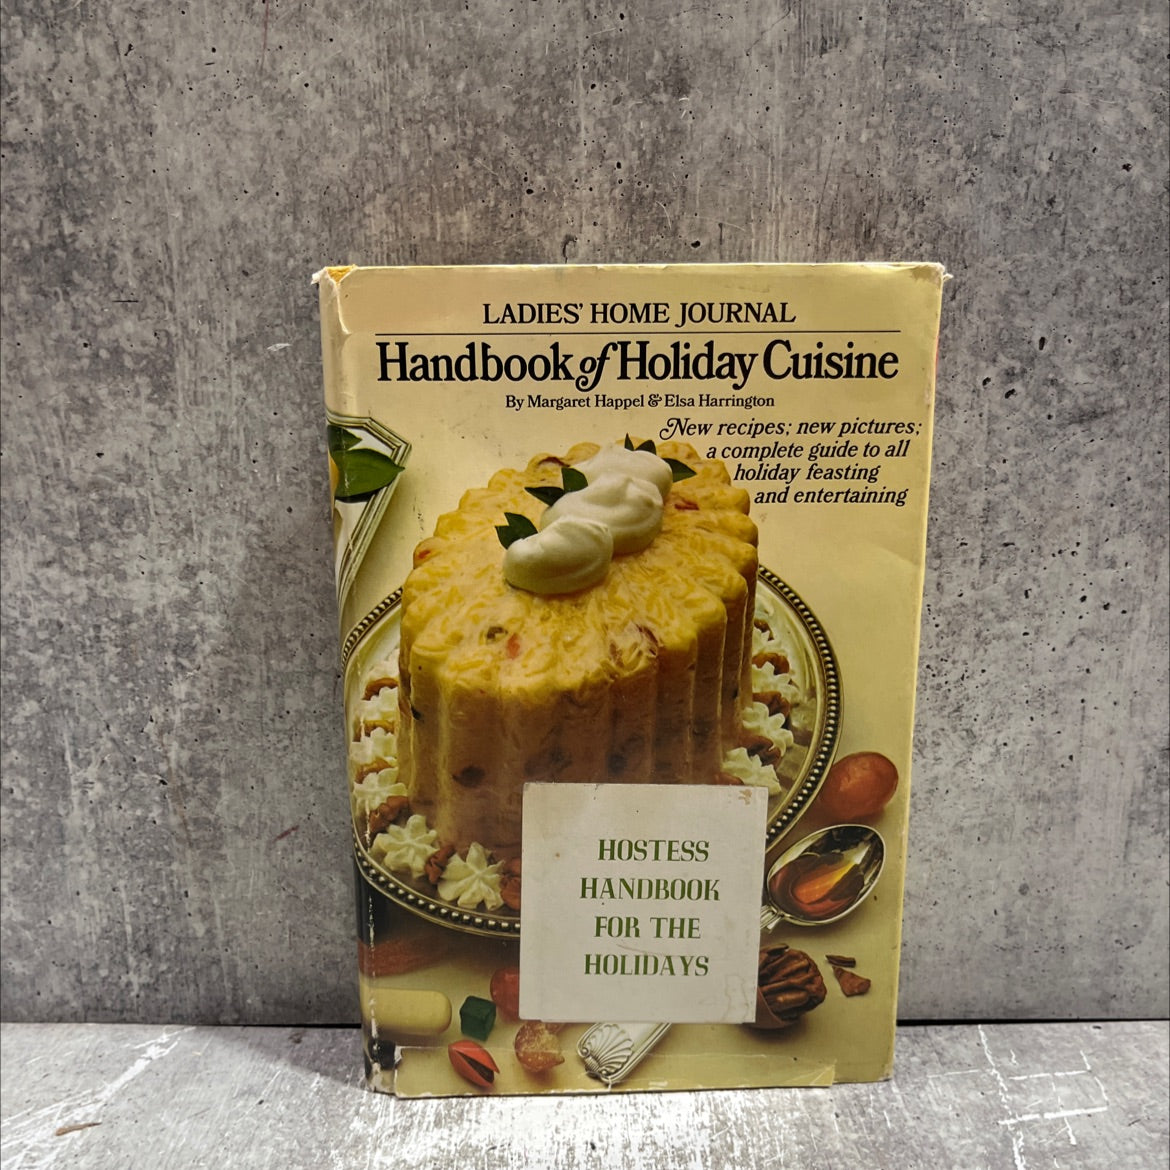 LADIES' HOME JOURNAL
Handbook of Holiday Cuisine
By Margaret Happel & Elsa Harrington
New recipes; new pictures;
a complete guide to all
holiday feasting
and entertaining
HOSTESS
HANDBOOK
FOR THE
HOLIDAYS